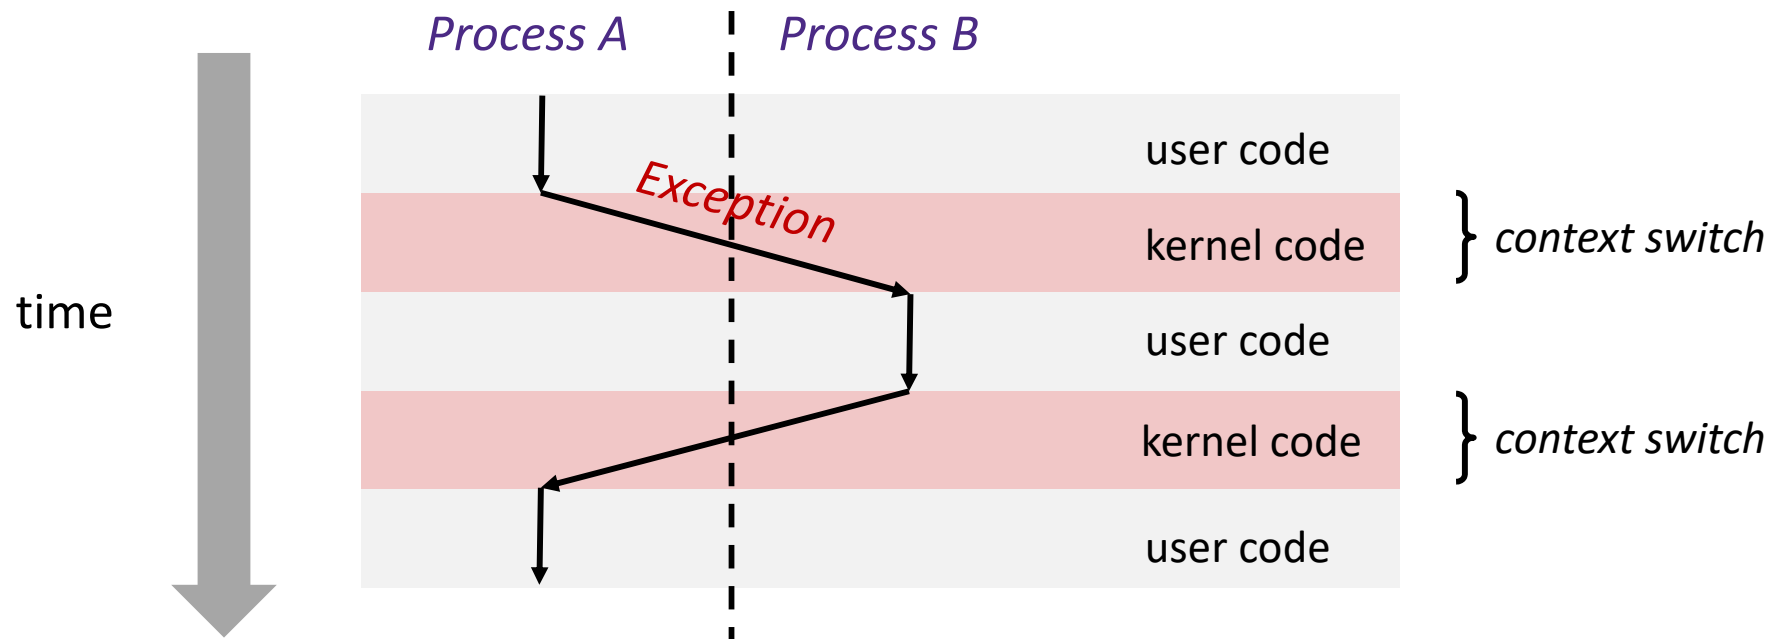 Process A
Process B
user code
Exception
kernel code
context switch
time
user code
kernel code
context switch
user code